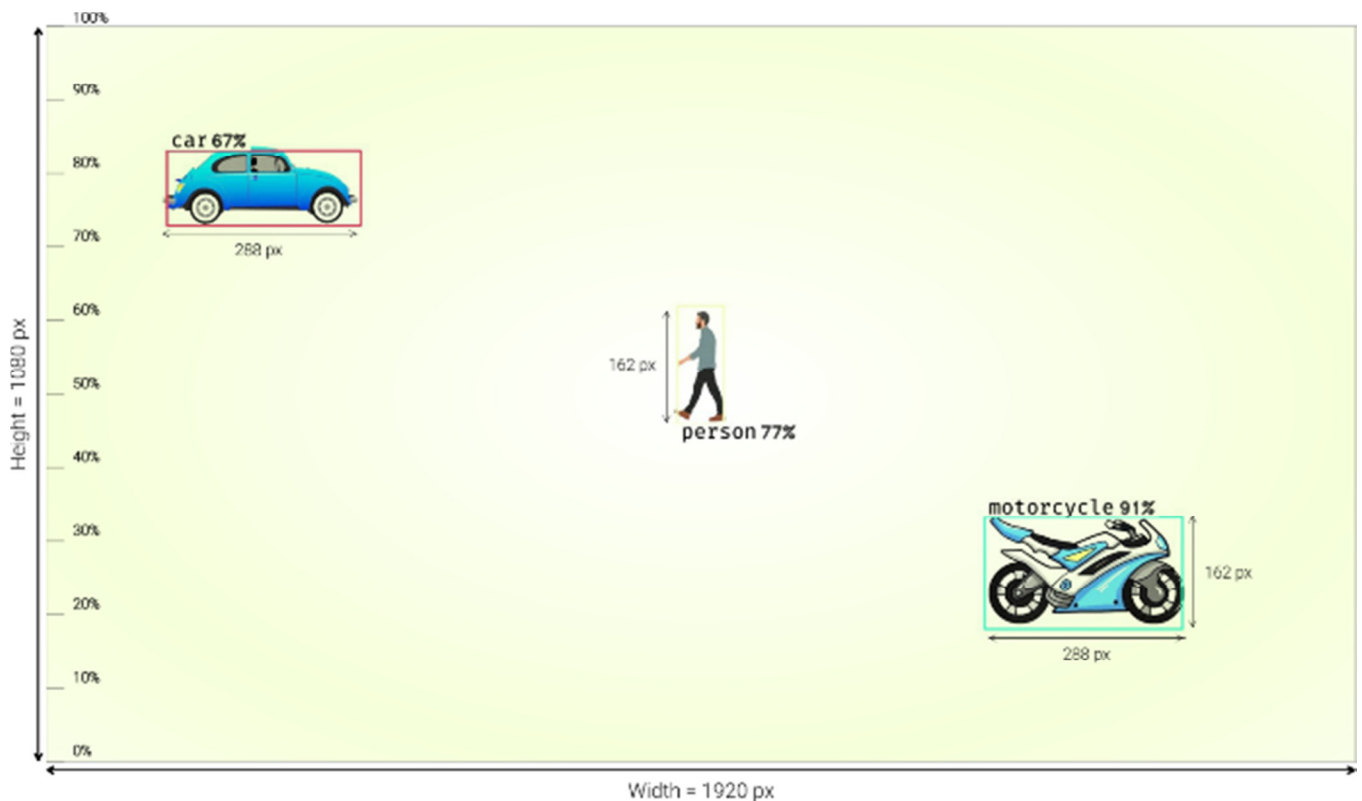 100%
90%
car 67%
80%
70%
288 px
60%
162 px
50%
person 77%
Height = 1080 px
40%
motorcycle 91%
30%
162 px
20%
288 px
10%
0%
Width = 1920 px